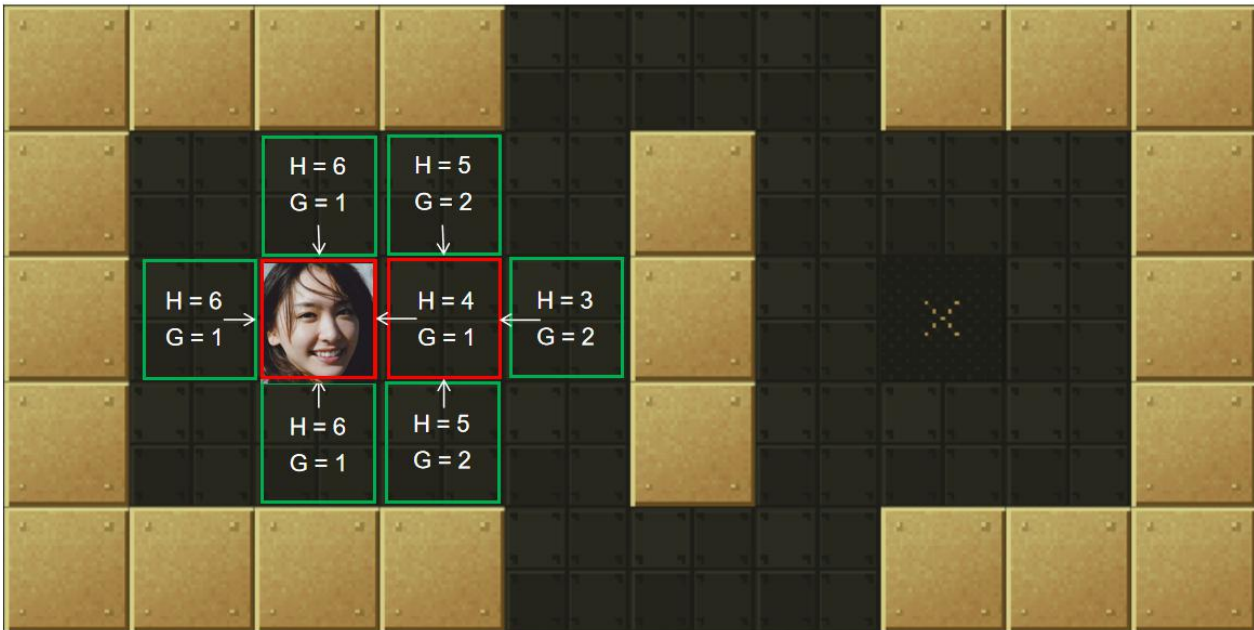 H = 6
G = 1
H = 5
G = 2
H = 6
G = 1
H = 4
G = 1
H = 3
G = 2
H = 6
G = 1
H = 5
G = 2